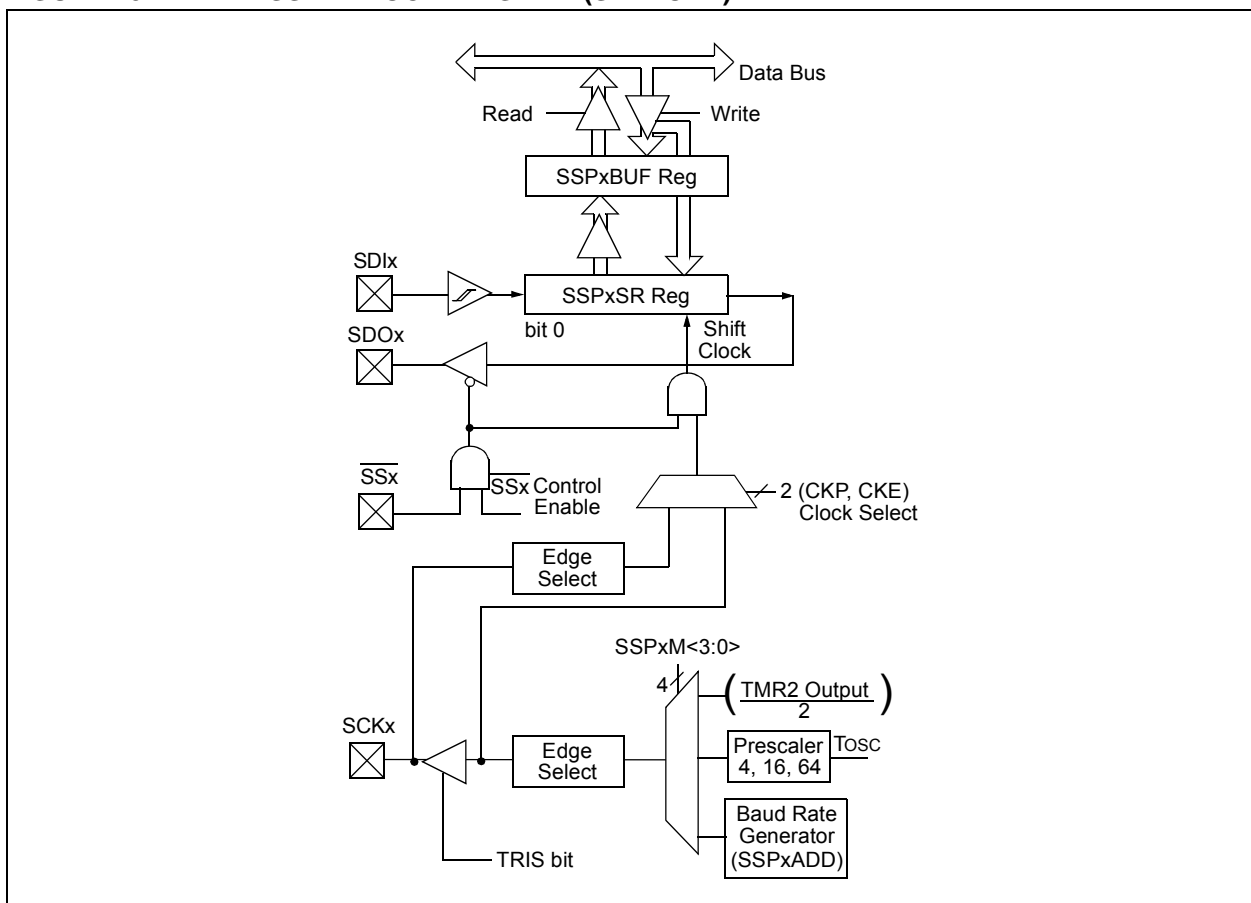 Data Bus
Read
Write
SSPxBUF Reg
SDIx
SSPxSR Reg
bit 0
Shift
Clock
SDOx
SSx
SSx Control
Enable
2 (CKP, CKE)
Clock Select
Edge
Select
SSPxM<3:0>
4
(TMR2 Output)
2
SCKx
Edge
Select
Prescaler
4, 16, 64
TOSC
Baud Rate
Generator
(SSPxADD)
TRIS bit